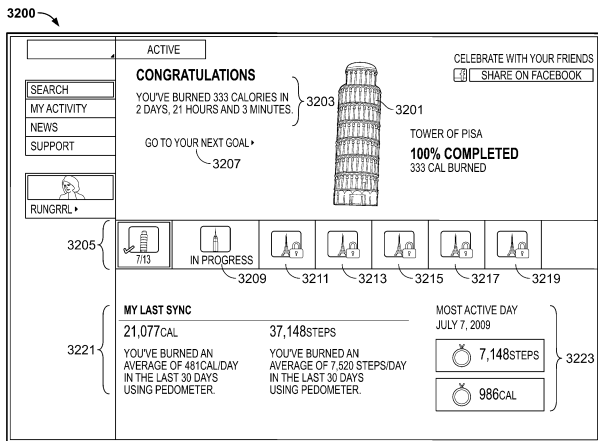 3200
ACTIVE
CELEBRATE WITH YOUR FRIENDS
SHARE ON FACEBOOK
SEARCH
MY ACTIVITY
NEWS
SUPPORT
RUNGRRL
CONGRATULATIONS
YOU'VE BURNED 333 CALORIES IN
2 DAYS, 21 HOURS AND 3 MINUTES.
3203
3201
GO TO YOUR NEXT GOAL
3207
TOWER OF PISA
100% COMPLETED
333 CAL BURNED
3205
7/13
IN PROGRESS
3209
3211
3213
3215
3217
3219
3221
MY LAST SYNC
21,077CAL
YOU'VE BURNED AN
AVERAGE OF 481CAL/DAY
IN THE LAST 30 DAYS
USING PEDOMETER.
37,148STEPS
YOU'VE BURNED AN
AVERAGE OF 7,520 STEPS/DAY
IN THE LAST 30 DAYS
USING PEDOMETER.
MOST ACTIVE DAY
JULY 7, 2009
7,148STEPS
986CAL
3223